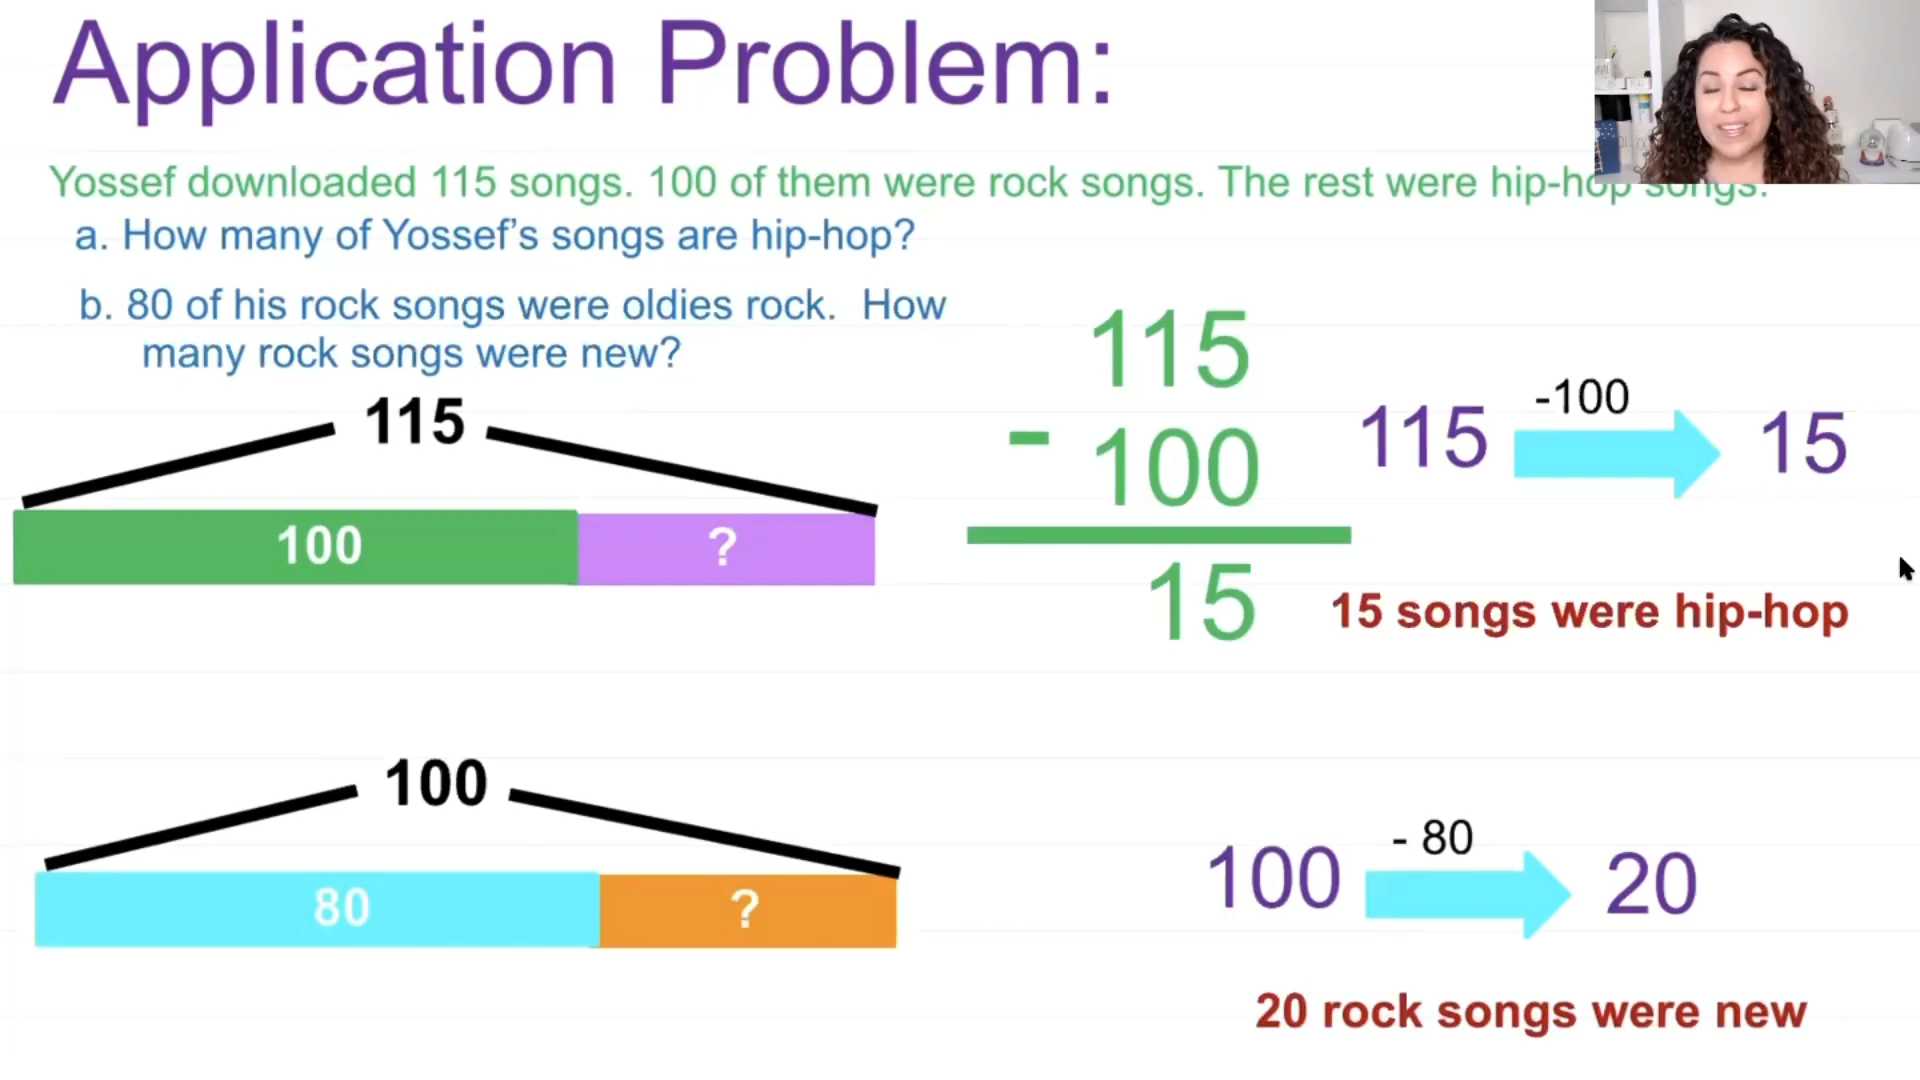 Application Problem:
Yossef downloaded 115 songs. 100 of them were rock songs. The rest were hip-hop songs.
a. How many of Yossef’s songs are hip-hop?
b. 80 of his rock songs were oldies rock. How
many rock songs were new?
115
100 ?
115
- 100
15
115 -100 15
15 songs were hip-hop
100
80 ?
100 - 80 20
20 rock songs were new